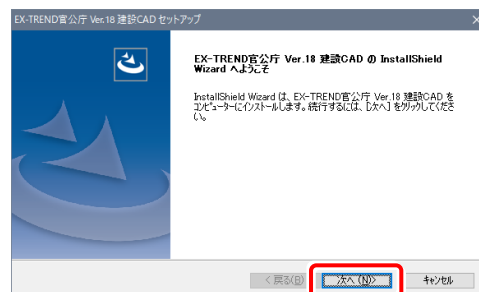 EX-TREND官公庁 Ver.18 建設CAD セットアップ
EX-TREND官公庁 Ver.18 建設CAD の InstallShield
Wizard へようこそ
InstallShield Wizard は、EX-TREND官公庁 Ver.18 建設CAD を
コンピューターにインストールします。続行するには、[次へ] をクリックしてくださ
い。
< 戻る(B)
次へ (N)>
キャンセル